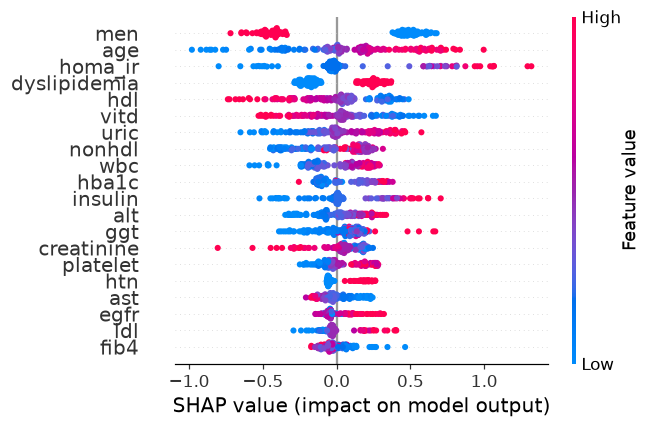 men
age
homa_ir
dyslipidemia
hdl
vitd
uric
nonhdl
wbc
hba1c
insulin
alt
ggt
creatinine
platelet
htn
ast
egfr
ldl
fib4
−1.0 −0.5 0.0 0.5 1.0
SHAP value (impact on model output)
High
Feature value
Low